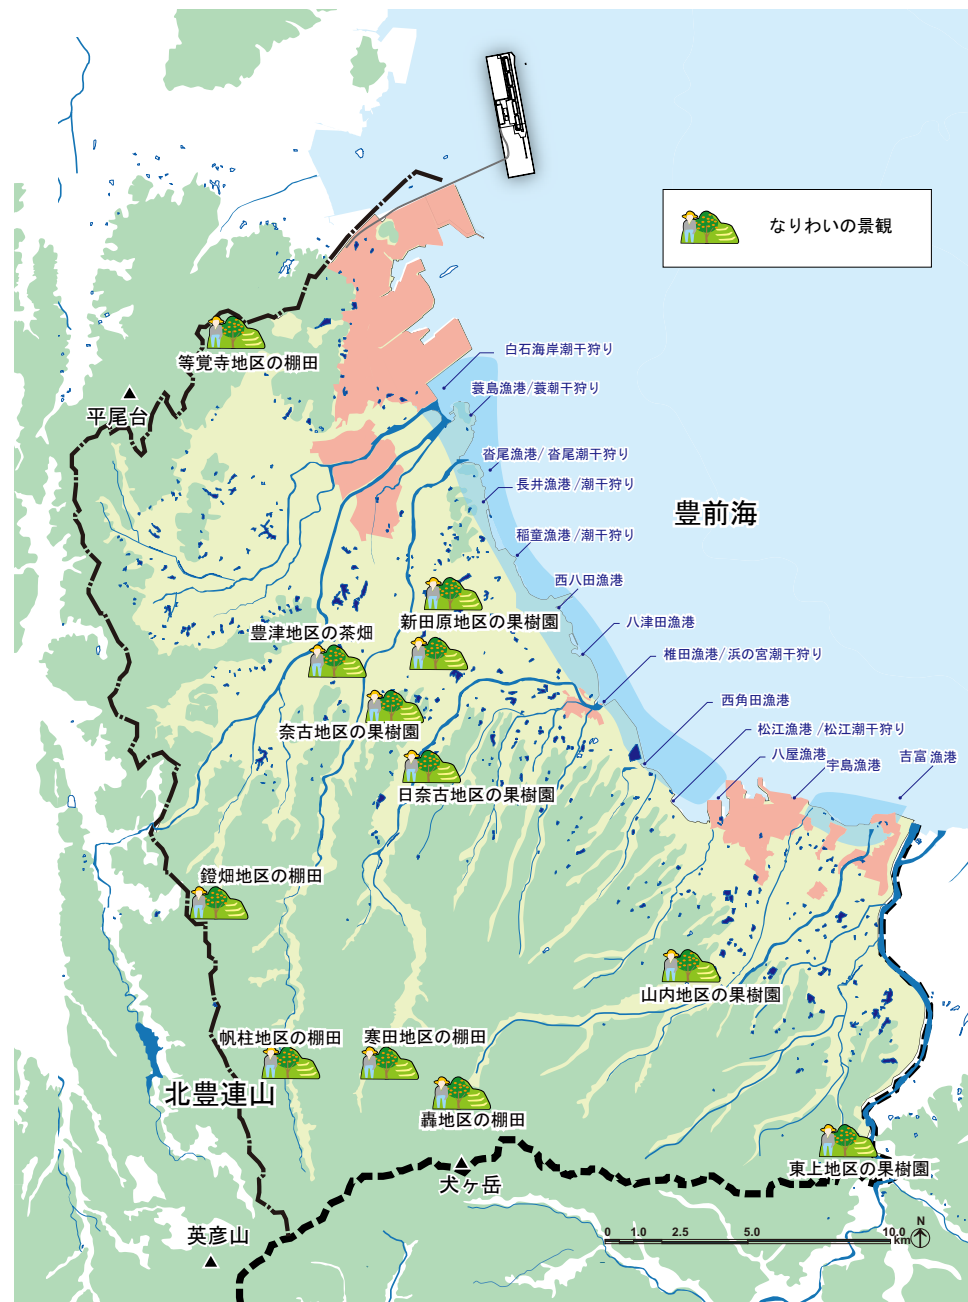 なりわいの景観
白石海岸潮干狩り
等覚寺地区の棚田
蓑島漁港/蓑潮干狩り
平尾台
沓尾漁港/沓尾潮干狩り
長井漁港/潮干狩り
豊前海
稲童漁港/潮干狩り
西八田漁港
新田原地区の果樹園
八津田漁港
豊津地区の茶畑
椎田漁港/浜の宮潮干狩り
西角田漁港
奈古地区の果樹園
松江漁港/松江潮干狩り
八屋漁港
宇島漁港
吉富漁港
日奈古地区の果樹園
鐙畑地区の棚田
山内地区の果樹園
帆柱地区の棚田
寒田地区の棚田
北豊連山
轟地区の棚田
東上地区の果樹園
犬ヶ岳
英彦山
0 1.0 2.5 5.0 10.0
km
N